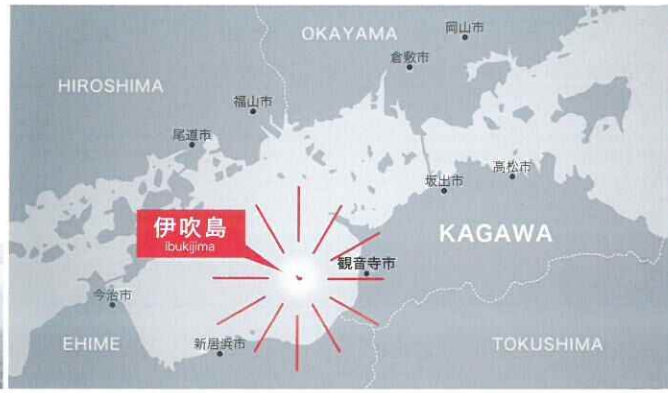 OKAYAMA
岡山市
倉敷市
HIROSHIMA
福山市
尾道市
高松市
坂出市
伊吹島
ibukijima
KAGAWA
観音寺市
今治市
EHIME
新居浜市
TOKUSHIMA